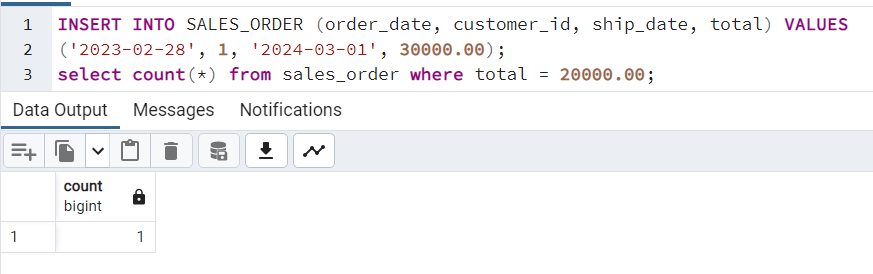 1 INSERT INTO SALES_ORDER (order_date, customer_id, ship_date, total) VALUES
2 ('2023-02-28', 1, '2024-03-01', 30000.00);
3 select count(*) from sales_order where total = 20000.00;
Data Output Messages Notifications
count
bigint
1 1